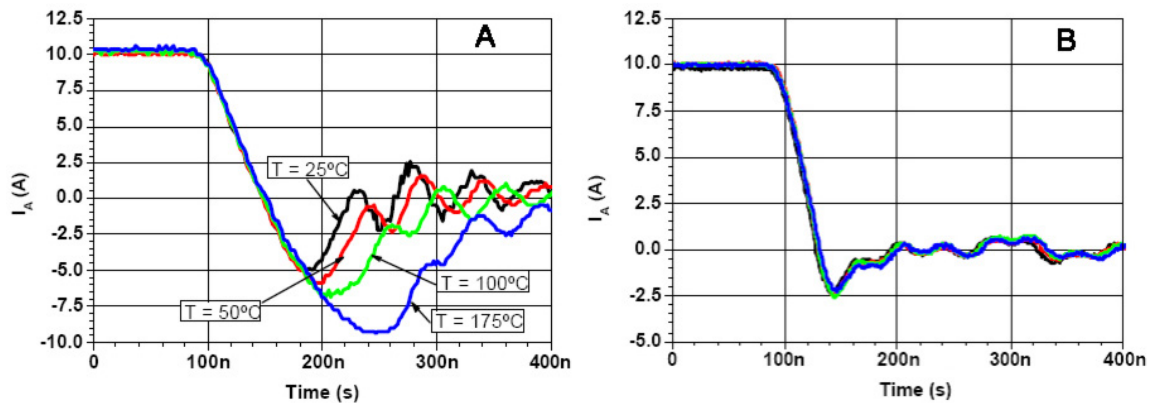 A
12.5
10.0
7.5
5.0
2.5
0.0
-2.5
-5.0
-7.5
-10.0
I_A (A)
T = 25ºC
T = 50ºC
T = 100ºC
T = 175ºC
0
100n
200n
300n
400n
Time (s)
B
12.5
10.0
7.5
5.0
2.5
0.0
-2.5
-5.0
I_A (A)
0
100n
200n
300n
400n
Time (s)